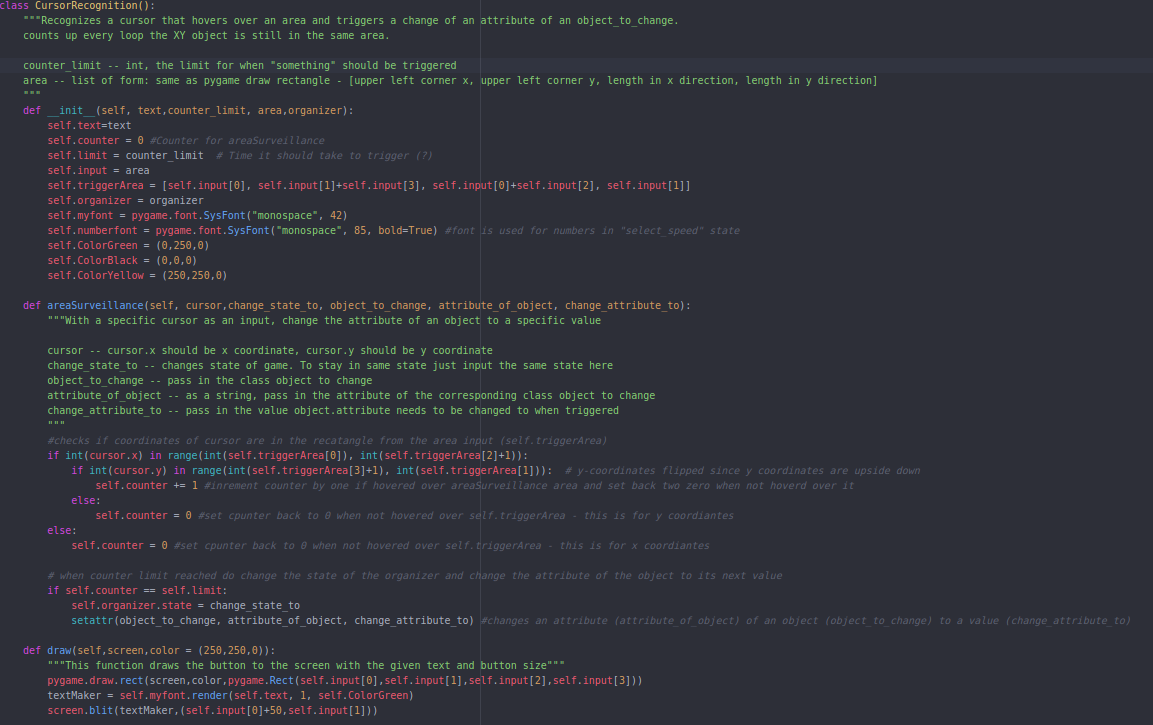 class CursorRecognition():
    """Recognizes a cursor that hovers over an area and triggers a change of an attribute of an object_to_change.
    counts up every loop the XY object is still in the same area.

    counter_limit -- int, the limit for when "something" should be triggered
    area -- list of form: same as pygame draw rectangle - [upper left corner x, upper left corner y, length in x direction, length in y direction]
    """
    def __init__(self, text,counter_limit, area,organizer):
        self.text=text
        self.counter = 0 #Counter for areaSurveillance
        self.limit = counter_limit  # Time it should take to trigger (?)
        self.input = area
        self.triggerArea = [self.input[0], self.input[1]+self.input[3], self.input[0]+self.input[2], self.input[1]]
        self.organizer = organizer
        self.myfont = pygame.font.SysFont("monospace", 42)
        self.numberfont = pygame.font.SysFont("monospace", 85, bold=True) #font is used for numbers in "select_speed" state
        self.ColorGreen = (0,250,0)
        self.ColorBlack = (0,0,0)
        self.ColorYellow = (250,250,0)

    def areaSurveillance(self, cursor,change_state_to, object_to_change, attribute_of_object, change_attribute_to):
        """With a specific cursor as an input, change the attribute of an object to a specific value

        cursor -- cursor.x should be x coordinate, cursor.y should be y coordinate
        change_state_to -- changes state of game. To stay in same state just input the same state here
        object_to_change -- pass in the class object to change
        attribute_of_object -- as a string, pass in the attribute of the corresponding class object to change
        change_attribute_to -- pass in the value object.attribute needs to be changed to when triggered
        """
        #checks if coordinates of cursor are in the recatangle from the area input (self.triggerArea)
        if int(cursor.x) in range(int(self.triggerArea[0]), int(self.triggerArea[2]+1)):
            if int(cursor.y) in range(int(self.triggerArea[3]+1), int(self.triggerArea[1])):  # y-coordinates flipped since y coordinates are upside down
                self.counter += 1 #inrement counter by one if hovered over areaSurveillance area and set back two zero when not hoverd over it
            else:
                self.counter = 0 #set cpunter back to 0 when not hovered over self.triggerArea - this is for y coordiantes
        else:
            self.counter = 0 #set cpunter back to 0 when not hovered over self.triggerArea - this is for x coordiantes

        # when counter limit reached do change the state of the organizer and change the attribute of the object to its next value
        if self.counter == self.limit:
            self.organizer.state = change_state_to
            setattr(object_to_change, attribute_of_object, change_attribute_to) #changes an attribute (attribute_of_object) of an object (object_to_change) to a value (change_attribute_to)

    def draw(self,screen,color = (250,250,0)):
        """This function draws the button to the screen with the given text and button size"""
        pygame.draw.rect(screen,color,pygame.Rect(self.input[0],self.input[1],self.input[2],self.input[3]))
        textMaker = self.myfont.render(self.text, 1, self.ColorGreen)
        screen.blit(textMaker,(self.input[0]+50,self.input[1]))